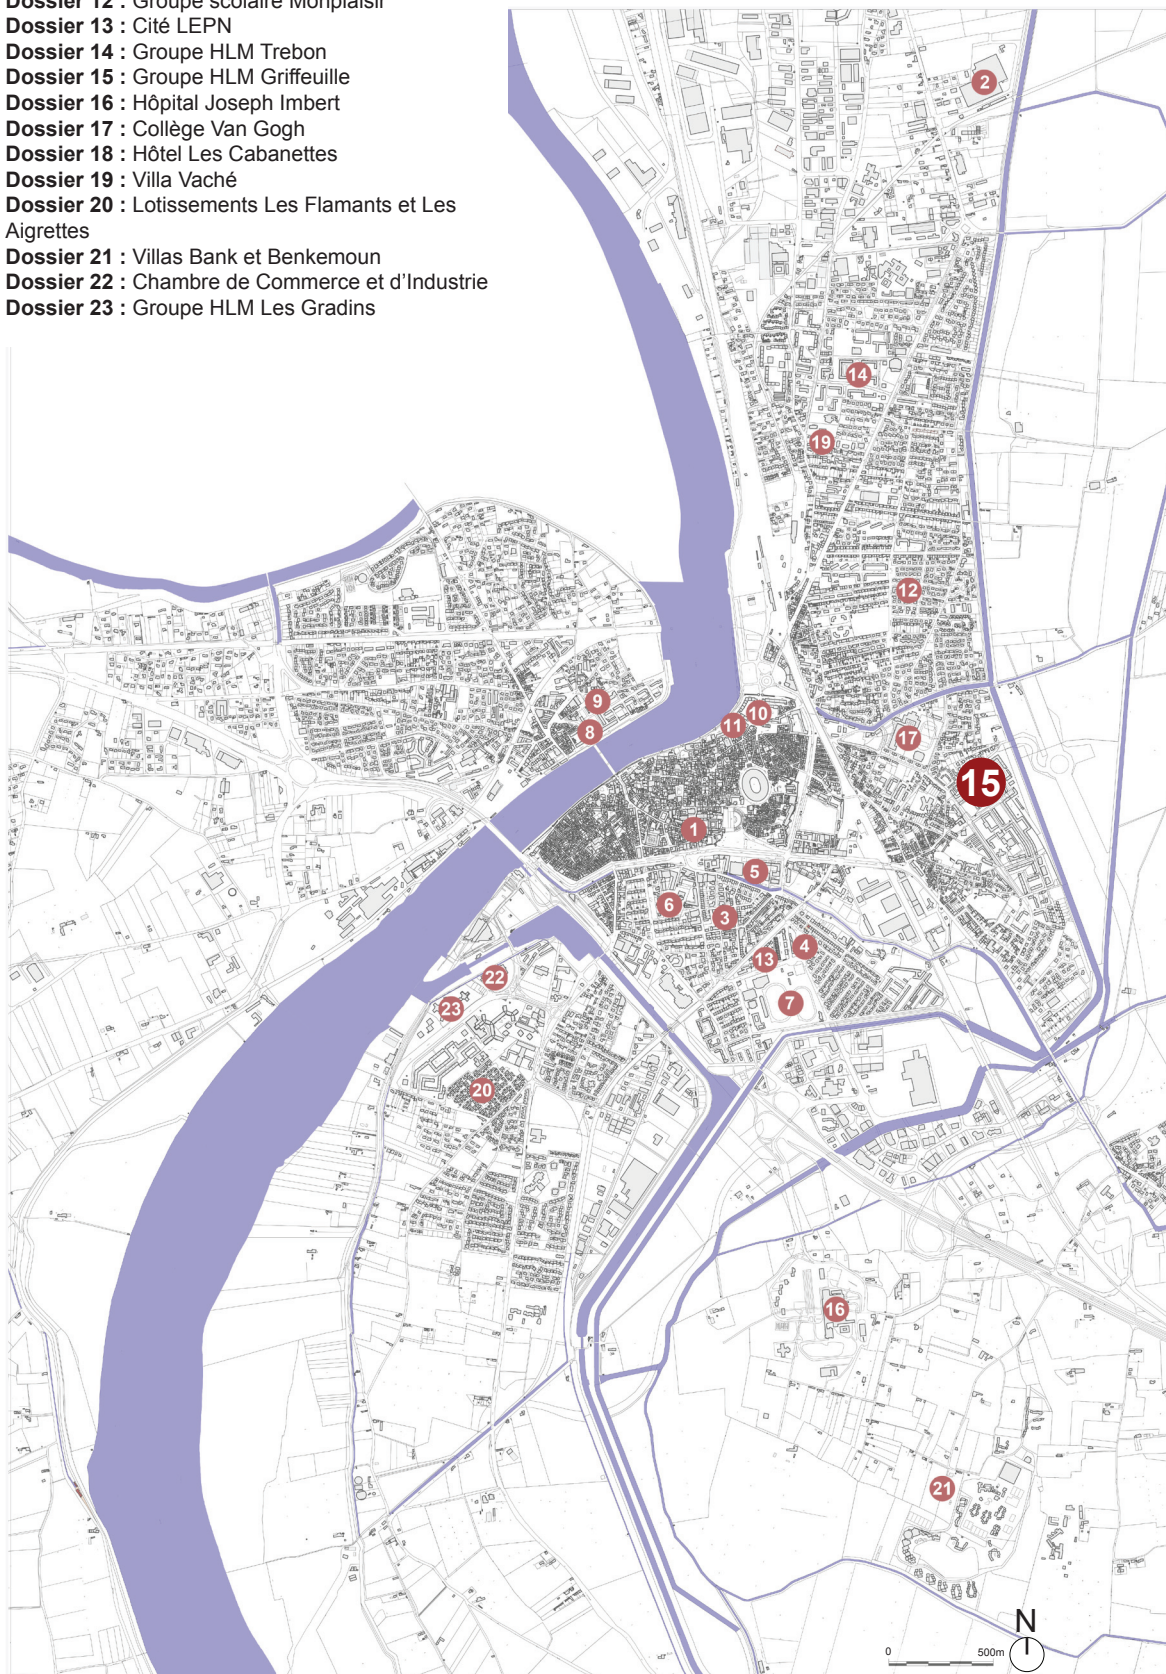 Dossier 12 : Groupe scolaire Monplaisir
Dossier 13 : Cité LEPN
Dossier 14 : Groupe HLM Trebon
Dossier 15 : Groupe HLM Griffeuille
Dossier 16 : Hôpital Joseph Imbert
Dossier 17 : Collège Van Gogh
Dossier 18 : Hôtel Les Cabanettes
Dossier 19 : Villa Vaché
Dossier 20 : Lotissements Les Flamants et Les
Aigrettes
Dossier 21 : Villas Bank et Benkemoun
Dossier 22 : Chambre de Commerce et d'Industrie
Dossier 23 : Groupe HLM Les Gradins
2
14
19
12
9
10
8
11
17
15
1
5
6
3
4
13
22
7
23
20
16
21
N
0 500m